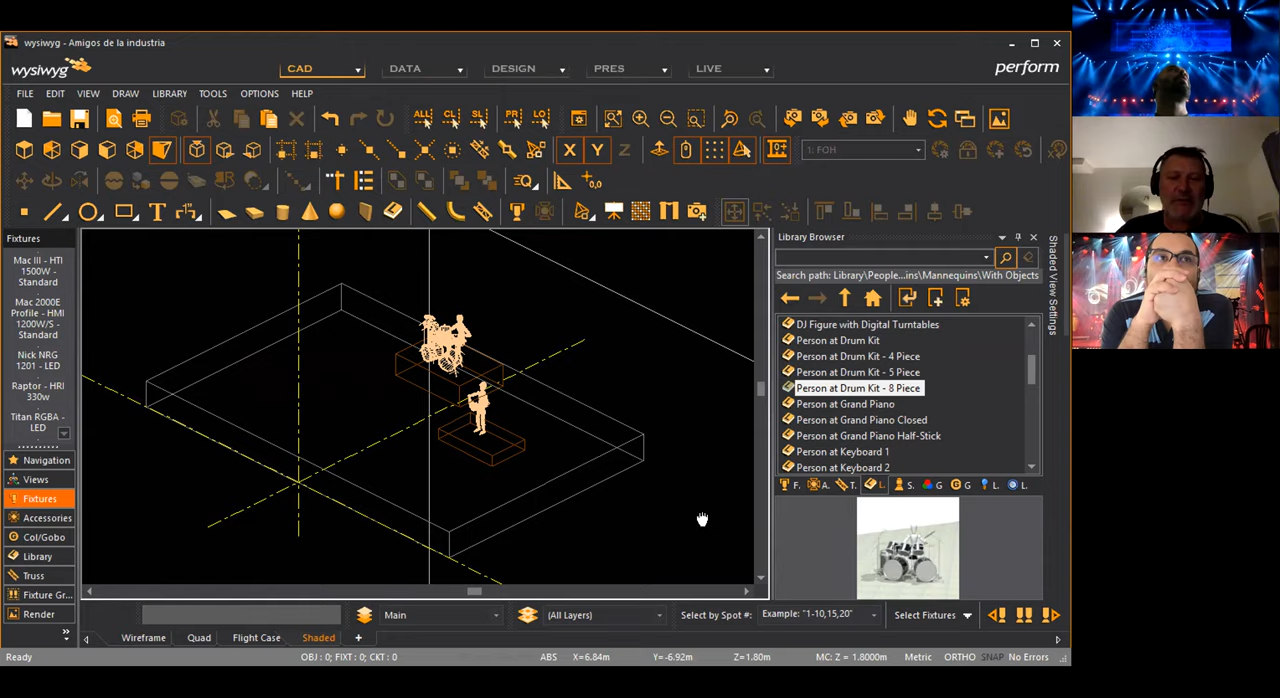 wysiwyg - Amigos de la industria
wysiwyg
CAD
DATA
DESIGN
PRES
LIVE
perform
FILE EDIT VIEW DRAW LIBRARY TOOLS OPTIONS HELP
ALL CL SL PR LO
X Y Z
1: FOH
Fixtures
Mac III - HTI
1500W -
Standard
Mac 2000E
Profile - HMI
1200W/S -
Standard
Nick NRG
1201 - LED
Raptor - HRI
330w
Titan RGBA -
LED
Navigation
Views
Fixtures
Accessories
Col/Gobo
Library
Truss
Fixture Gr...
Render
Library Browser
Search path: Library\People...ins\Mannequins\With Objects
DJ Figure with Digital Turntables
Person at Drum Kit
Person at Drum Kit - 4 Piece
Person at Drum Kit - 5 Piece
Person at Drum Kit - 8 Piece
Person at Grand Piano
Person at Grand Piano Closed
Person at Grand Piano Half-Stick
Person at Keyboard 1
Person at Keyboard 2
F. A. T. L. S. G G L. L.
Shaded View Settings
Main
(All Layers)
Select by Spot #:
Example: "1-10,15,20"
Select Fixtures
Wireframe Quad Flight Case Shaded +
Ready
OBJ : 0; FIXT : 0; CKT : 0
ABS X=6.84m Y=-6.92m Z=1.80m MC: Z = 1.8000m Metric ORTHO SNAP No Errors